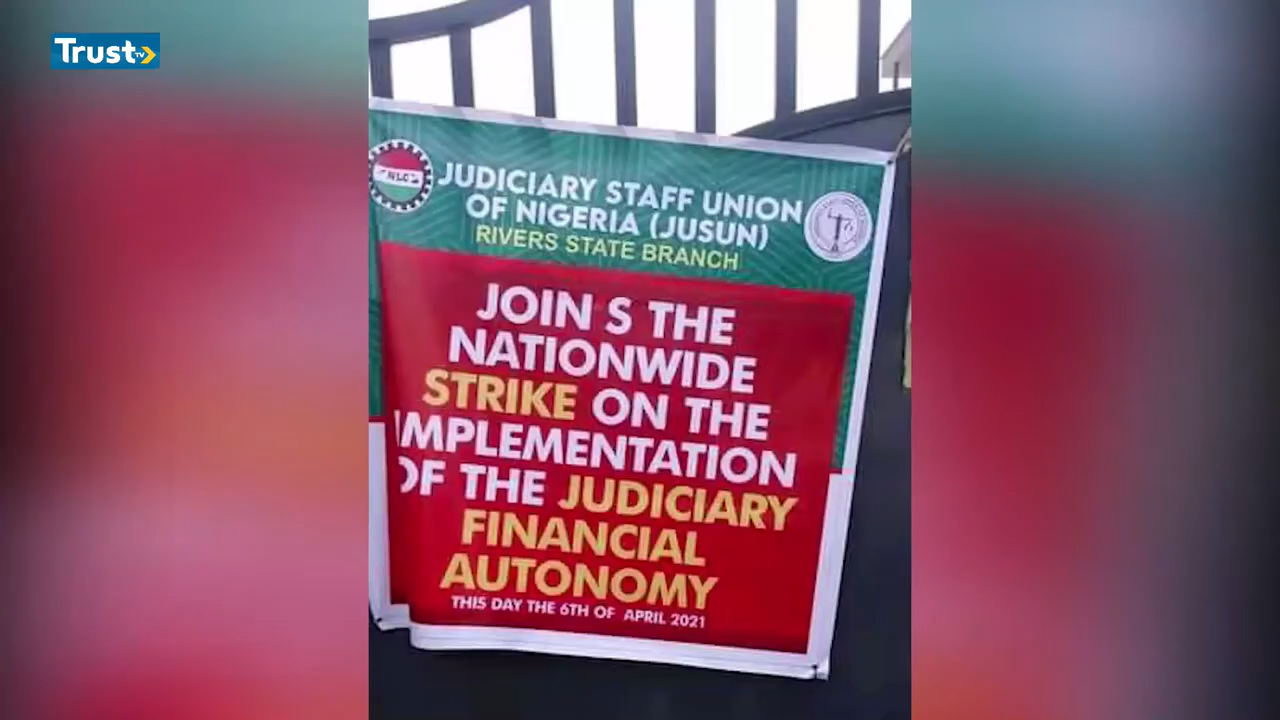 Trust TV
NLC
JUDICIARY STAFF UNION
OF NIGERIA (JUSUN)
RIVERS STATE BRANCH
JOIN S THE
NATIONWIDE
STRIKE ON THE
IMPLEMENTATION
OF THE JUDICIARY
FINANCIAL
AUTONOMY
THIS DAY THE 6TH OF APRIL 2021